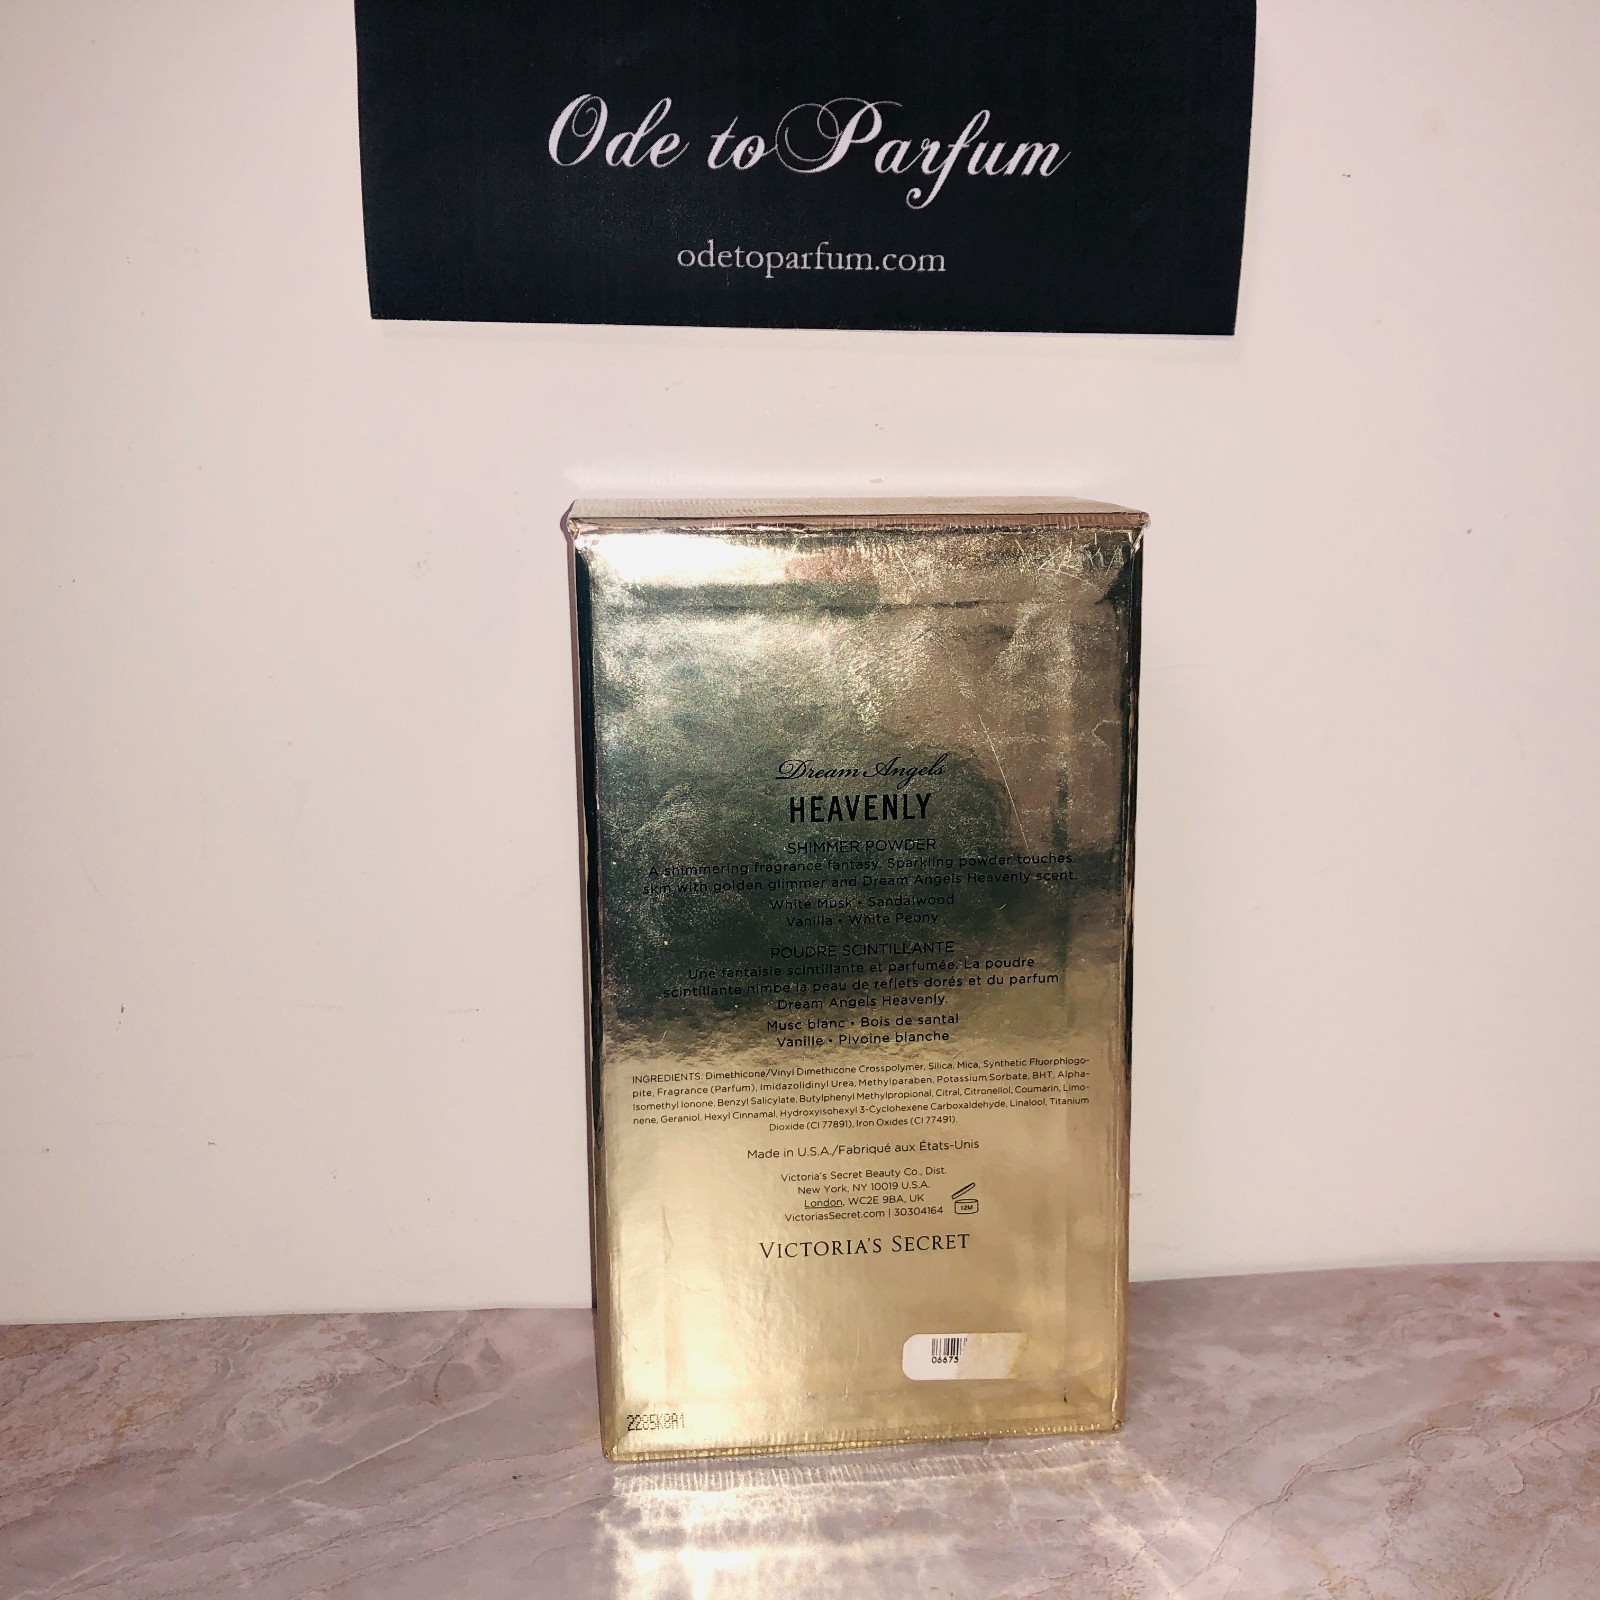 Ode to Parfum
odetoparfum.com
Dream Angels
HEAVENLY
SHIMMER POWDER
A shimmering fragrance fantasy. Sparkling powder touches
skin with golden glimmer and Dream Angels Heavenly scent.
White Musk • Sandalwood
Vanilla • White Peony
POUDRE SCINTILLANTE
Une fantaisie scintillante et parfumée. La poudre
scintillante nimbe la peau de reflets dorés et du parfum
Dream Angels Heavenly.
Musc blanc • Bois de santal
Vanille • Pivoine blanche
INGREDIENTS: Dimethicone/Vinyl Dimethicone Crosspolymer, Silica, Mica, Synthetic Fluorphlogo-
pite, Fragrance (Parfum), Imidazolidinyl Urea, Methylparaben, Potassium Sorbate, BHT, Alpha-
Isomethyl Ionone, Benzyl Salicylate, Butylphenyl Methylpropional, Citral, Citronellol, Coumarin, Limo-
nene, Geraniol, Hexyl Cinnamal, Hydroxyisohexyl 3-Cyclohexene Carboxaldehyde, Linalool, Titanium
Dioxide (CI 77891), Iron Oxides (CI 77491).
Made in U.S.A./Fabriqué aux États-Unis
Victoria's Secret Beauty Co., Dist.
New York, NY 10019 U.S.A.
London, WC2E 9BA, UK
VictoriasSecret.com | 30304164
12M
VICTORIA'S SECRET
06675
2285K8A1